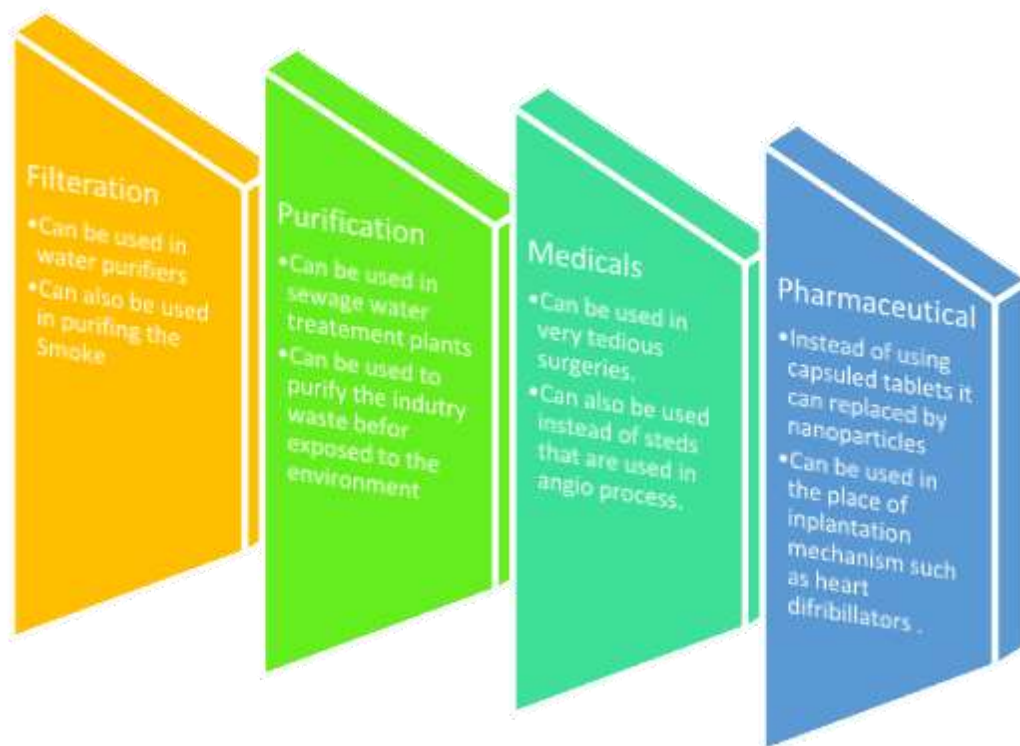 Filteration
•Can be used in
water purifiers
•Can also be used
in purifing the
Smoke
Purification
•Can be used in
sewage water
treatement plants
•Can be used to
purify the indutry
waste befor
exposed to the
environment
Medicals
•Can be used in
very tedious
surgeries.
•Can also be used
instead of steds
that are used in
angio process.
Pharmaceutical
•Instead of using
capsuled tablets it
can replaced by
nanoparticles
•Can be used in
the place of
inplantation
mechanism such
as heart
difribillators .